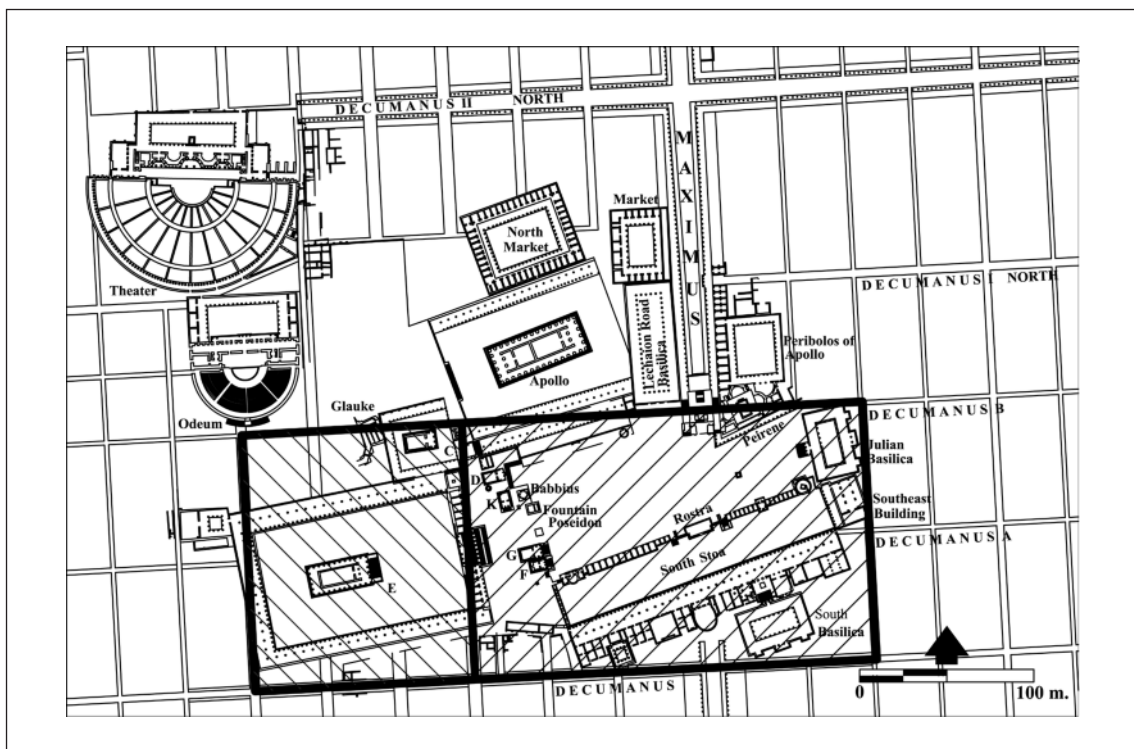 DECUMANUS II NORTH
MAXIMUS
Market
North
Market
Theater
DECUMANUS I NORTH
Lechaion Road
Basilica
Peribolos of
Apollo
Apollo
Glauke
Odeum
DECUMANUS B
Peirene
C
Julian
Basilica
D
Babbius
K
Fountain
Poseidon
Southeast
Building
Rostra
DECUMANUS A
South Stoa
G
F
E
South
Basilica
DECUMANUS
0 100 m.